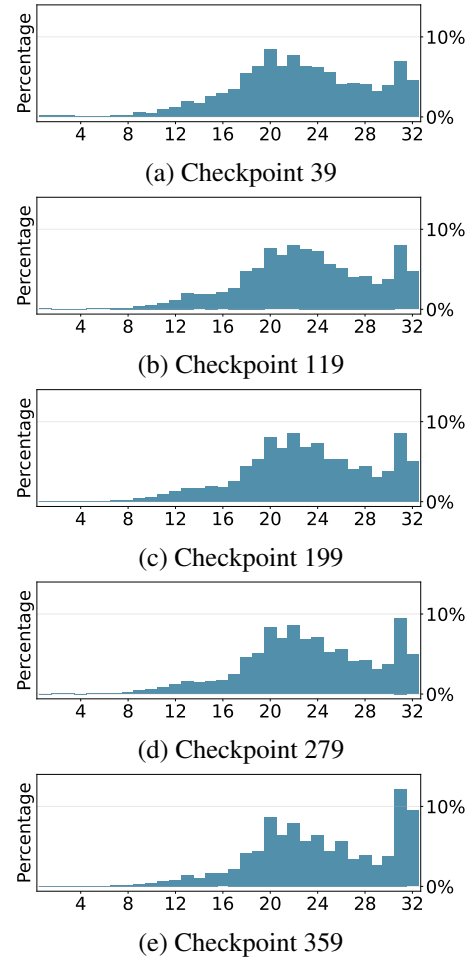 Percentage
10%
0%
4 8 12 16 20 24 28 32
(a) Checkpoint 39
Percentage
10%
0%
4 8 12 16 20 24 28 32
(b) Checkpoint 119
Percentage
10%
0%
4 8 12 16 20 24 28 32
(c) Checkpoint 199
Percentage
10%
0%
4 8 12 16 20 24 28 32
(d) Checkpoint 279
Percentage
10%
0%
4 8 12 16 20 24 28 32
(e) Checkpoint 359